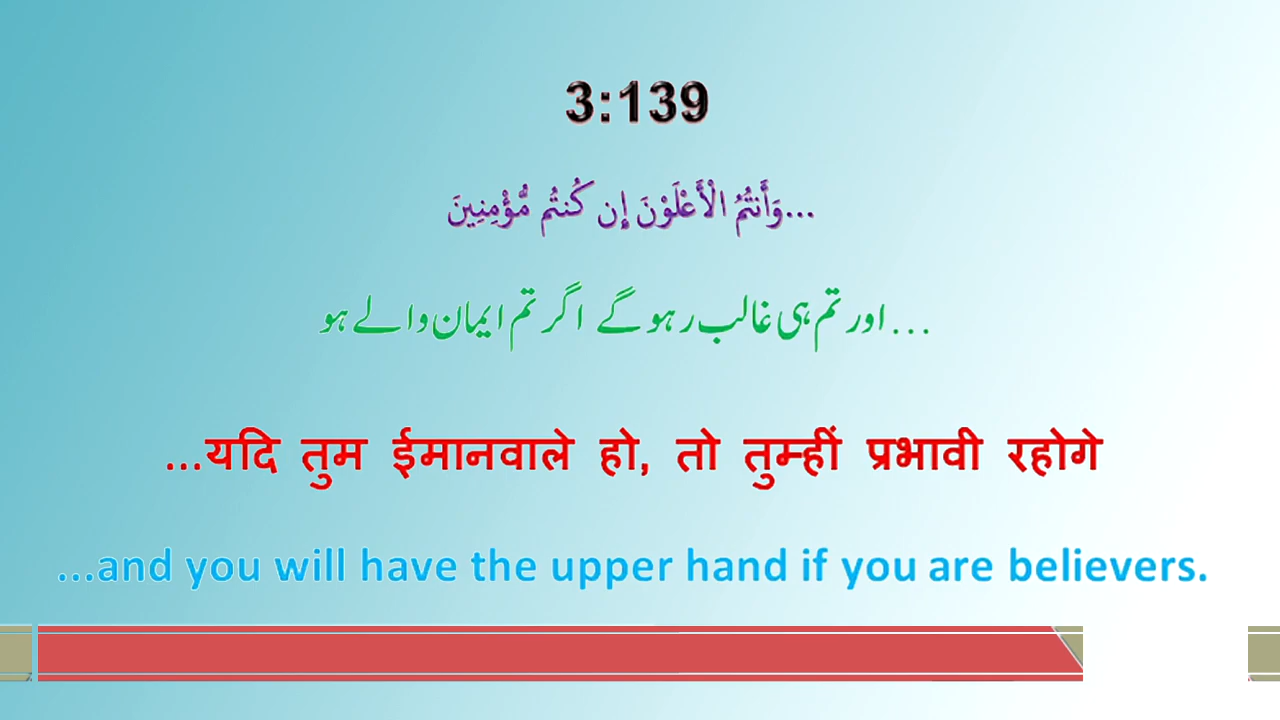 3:139
...وَأَنتُمُ الْأَعْلَوْنَ إِن كُنتُم مُّؤْمِنِينَ
...اور تم ہی غالب رہو گے اگر تم ایمان والے ہو
...यदि तुम ईमानवाले हो, तो तुम्हीं प्रभावी रहोगे
...and you will have the upper hand if you are believers.